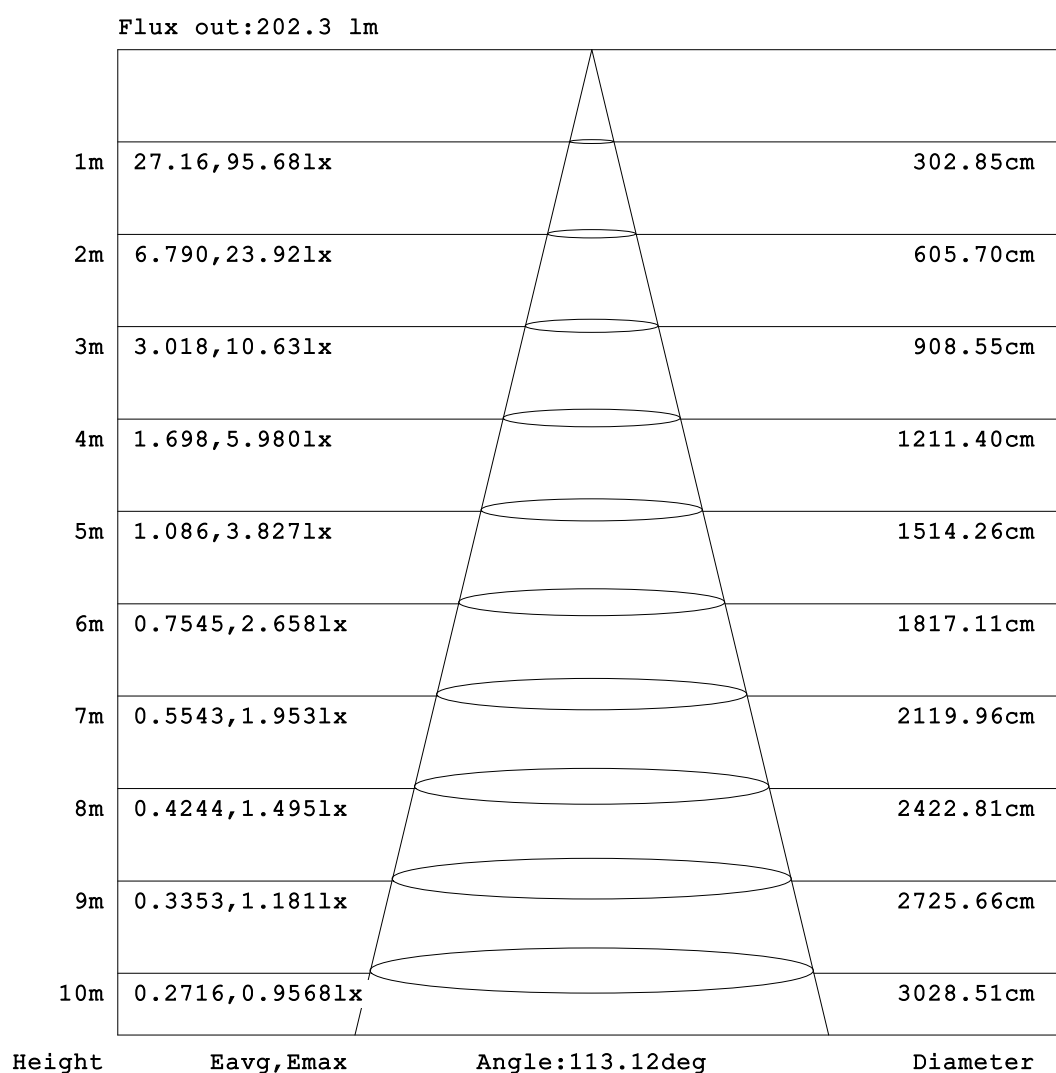 Flux out:202.3 lm
1m 27.16,95.68lx 302.85cm
2m 6.790,23.92lx 605.70cm
3m 3.018,10.63lx 908.55cm
4m 1.698,5.980lx 1211.40cm
5m 1.086,3.827lx 1514.26cm
6m 0.7545,2.658lx 1817.11cm
7m 0.5543,1.953lx 2119.96cm
8m 0.4244,1.495lx 2422.81cm
9m 0.3353,1.181lx 2725.66cm
10m 0.2716,0.9568lx 3028.51cm
Height Eavg,Emax Angle:113.12deg Diameter